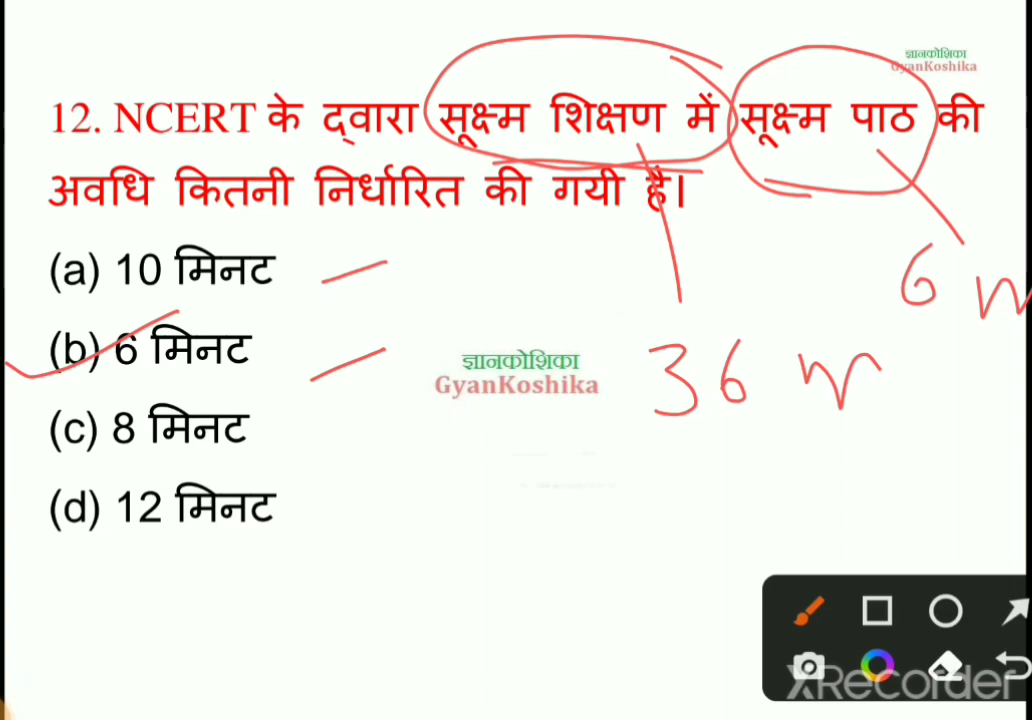 ज्ञानकोशिका
GyanKoshika
12. NCERT के द्वारा सूक्ष्म शिक्षण में सूक्ष्म पाठ की
अवधि कितनी निर्धारित की गयी है।
(a) 10 मिनट
6 m
(b) 6 मिनट
ज्ञानकोशिका
GyanKoshika
36 m
(c) 8 मिनट
(d) 12 मिनट
XRecorder